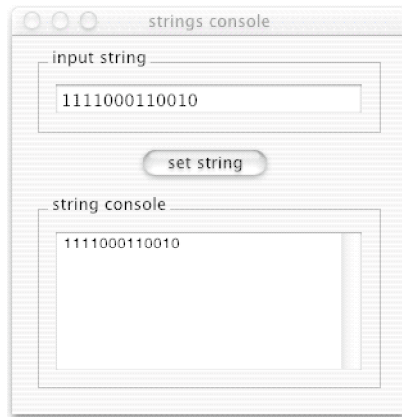 strings console
input string
1111000110010
set string
string console
1111000110010